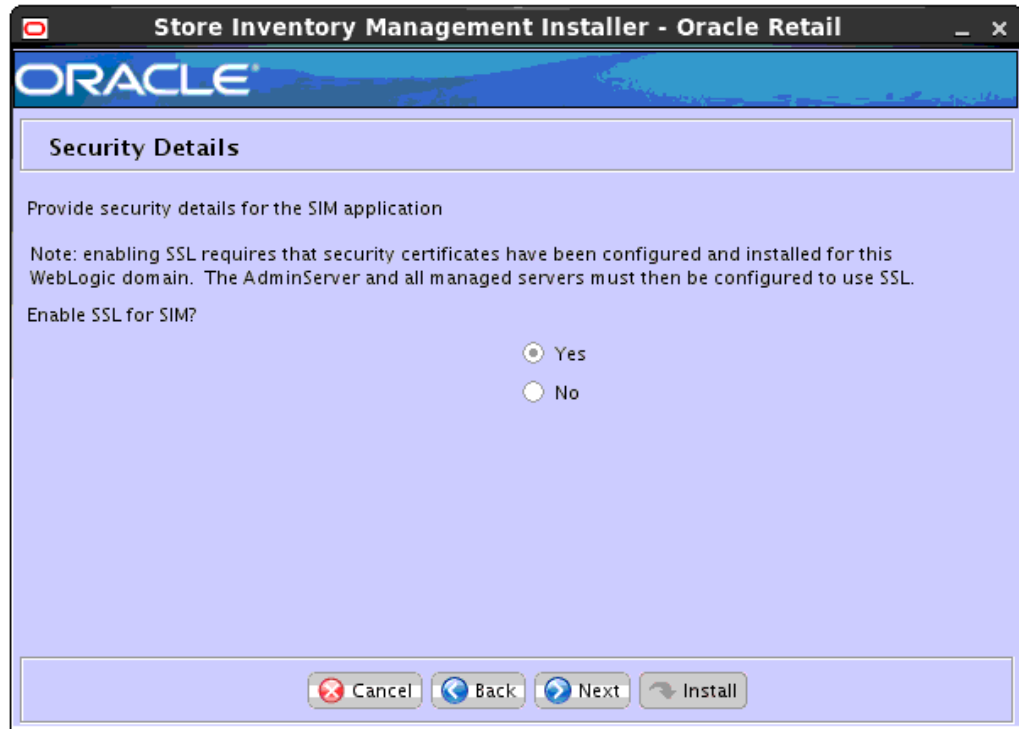 Store Inventory Management Installer - Oracle Retail
ORACLE
Security Details
Provide security details for the SIM application
Note: enabling SSL requires that security certificates have been configured and installed for this
WebLogic domain. The AdminServer and all managed servers must then be configured to use SSL.
Enable SSL for SIM?
Yes
No
Cancel Back Next Install